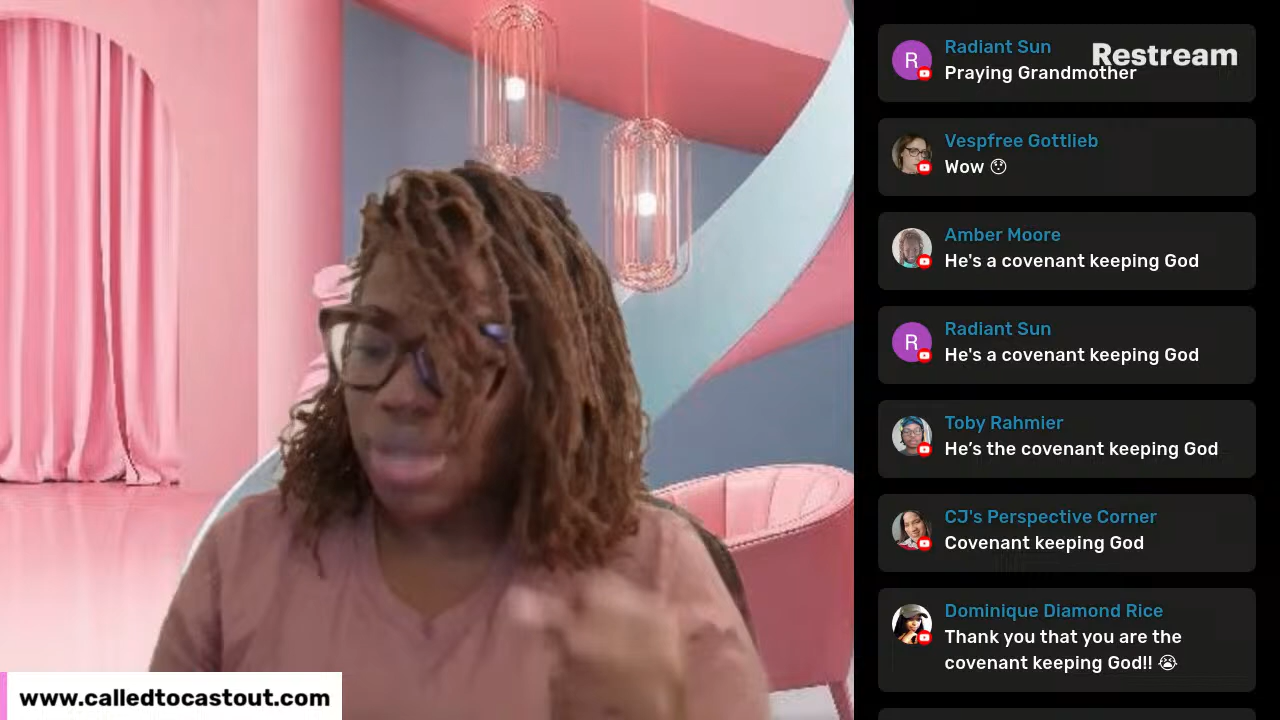 Radiant Sun
Restream
Praying Grandmother
Vespfree Gottlieb
Wow 😯
Amber Moore
He's a covenant keeping God
R
Radiant Sun
He's a covenant keeping God
Toby Rahmier
He’s the covenant keeping God
CJ's Perspective Corner
Covenant keeping God
Dominique Diamond Rice
Thank you that you are the
covenant keeping God!! 😭
www.calledtocastout.com